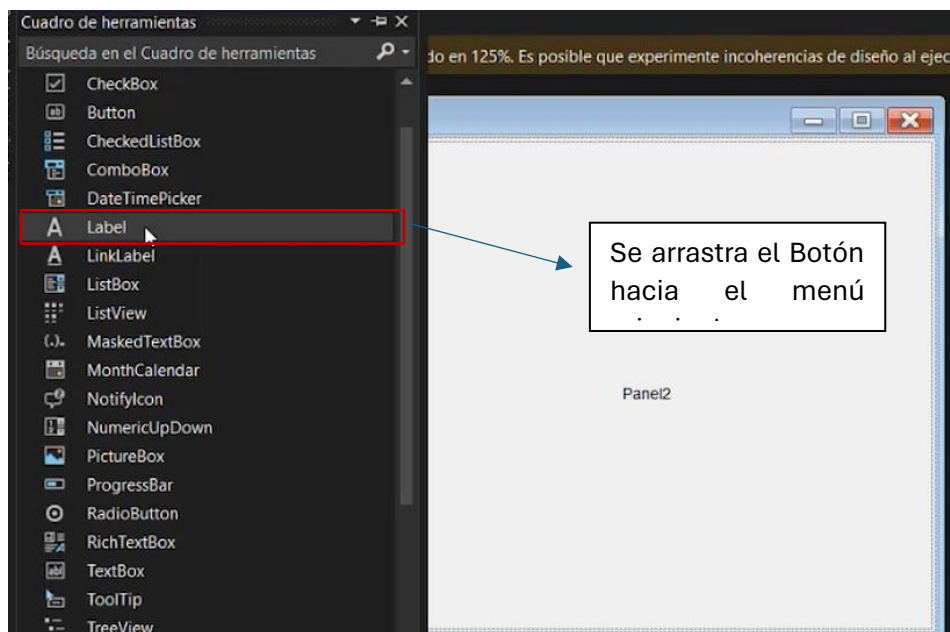 Cuadro de herramientas
Búsqueda en el Cuadro de herramientas
do en 125%. Es posible que experimente incoherencias de diseño al ejec
CheckBox
Button
CheckedListBox
ComboBox
DateTimePicker
Label
LinkLabel
ListBox
ListView
MaskedTextBox
MonthCalendar
NotifyIcon
NumericUpDown
PictureBox
ProgressBar
RadioButton
RichTextBox
TextBox
ToolTip
TreeView
Se arrastra el Botón
hacia el menú
Panel2